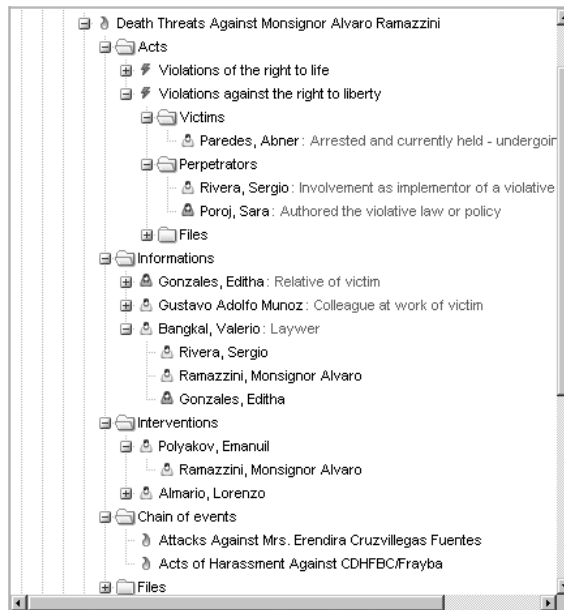 Death Threats Against Monsignor Alvaro Ramazzini
Acts
Violations of the right to life
Violations against the right to liberty
Victims
Paredes, Abner: Arrested and currently held - undergoin
Perpetrators
Rivera, Sergio: Involvement as implementor of a violative
Poroj, Sara: Authored the violative law or policy
Files
Informations
Gonzales, Editha: Relative of victim
Gustavo Adolfo Munoz: Colleague at work of victim
Bangkal, Valerio: Laywer
Rivera, Sergio
Ramazzini, Monsignor Alvaro
Gonzales, Editha
Interventions
Polyakov, Emanuil
Ramazzini, Monsignor Alvaro
Almario, Lorenzo
Chain of events
Attacks Against Mrs. Erendira Cruzvillegas Fuentes
Acts of Harassment Against CDHFBC/Frayba
Files